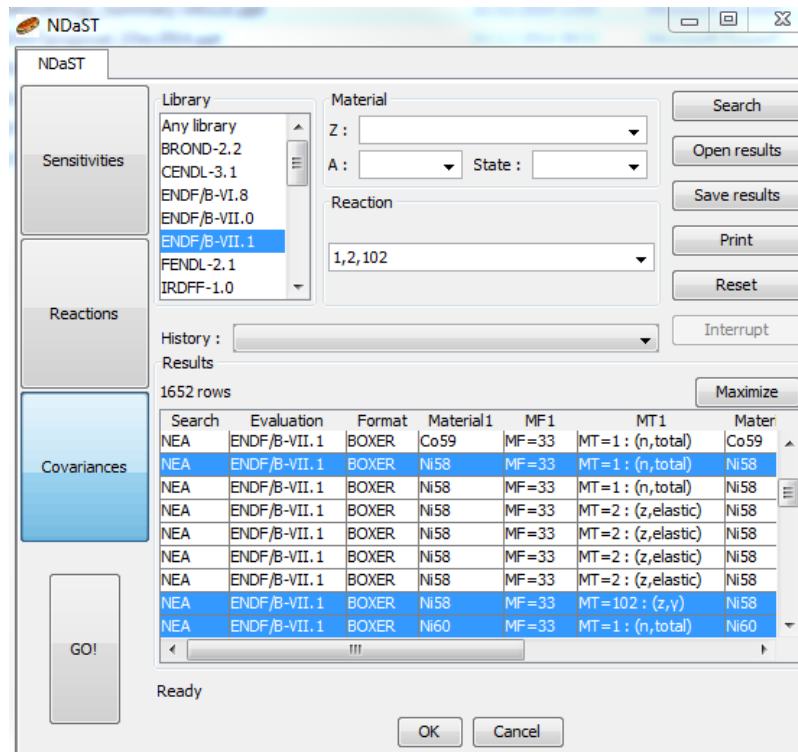 NDaST
NDaST
Sensitivities
Reactions
Covariances
GO!
Library
Any library
BROND-2.2
CENDL-3.1
ENDF/B-VI.8
ENDF/B-VII.0
ENDF/B-VII.1
FENDL-2.1
IRDFF-1.0
Material
Z :
A :
State :
Reaction
1,2,102
Search
Open results
Save results
Print
Reset
Interrupt
History :
Results
1652 rows
Maximize
Search Evaluation Format Material1 MF1 MT1 Materi
NEA ENDF/B-VII.1 BOXER Co59 MF=33 MT=1 : (n,total) Co59
NEA ENDF/B-VII.1 BOXER Ni58 MF=33 MT=1 : (n,total) Ni58
NEA ENDF/B-VII.1 BOXER Ni58 MF=33 MT=1 : (n,total) Ni58
NEA ENDF/B-VII.1 BOXER Ni58 MF=33 MT=2 : (z,elastic) Ni58
NEA ENDF/B-VII.1 BOXER Ni58 MF=33 MT=2 : (z,elastic) Ni58
NEA ENDF/B-VII.1 BOXER Ni58 MF=33 MT=2 : (z,elastic) Ni58
NEA ENDF/B-VII.1 BOXER Ni58 MF=33 MT=2 : (z,elastic) Ni58
NEA ENDF/B-VII.1 BOXER Ni58 MF=33 MT=102 : (z,γ) Ni58
NEA ENDF/B-VII.1 BOXER Ni60 MF=33 MT=1 : (n,total) Ni60
Ready
OK
Cancel